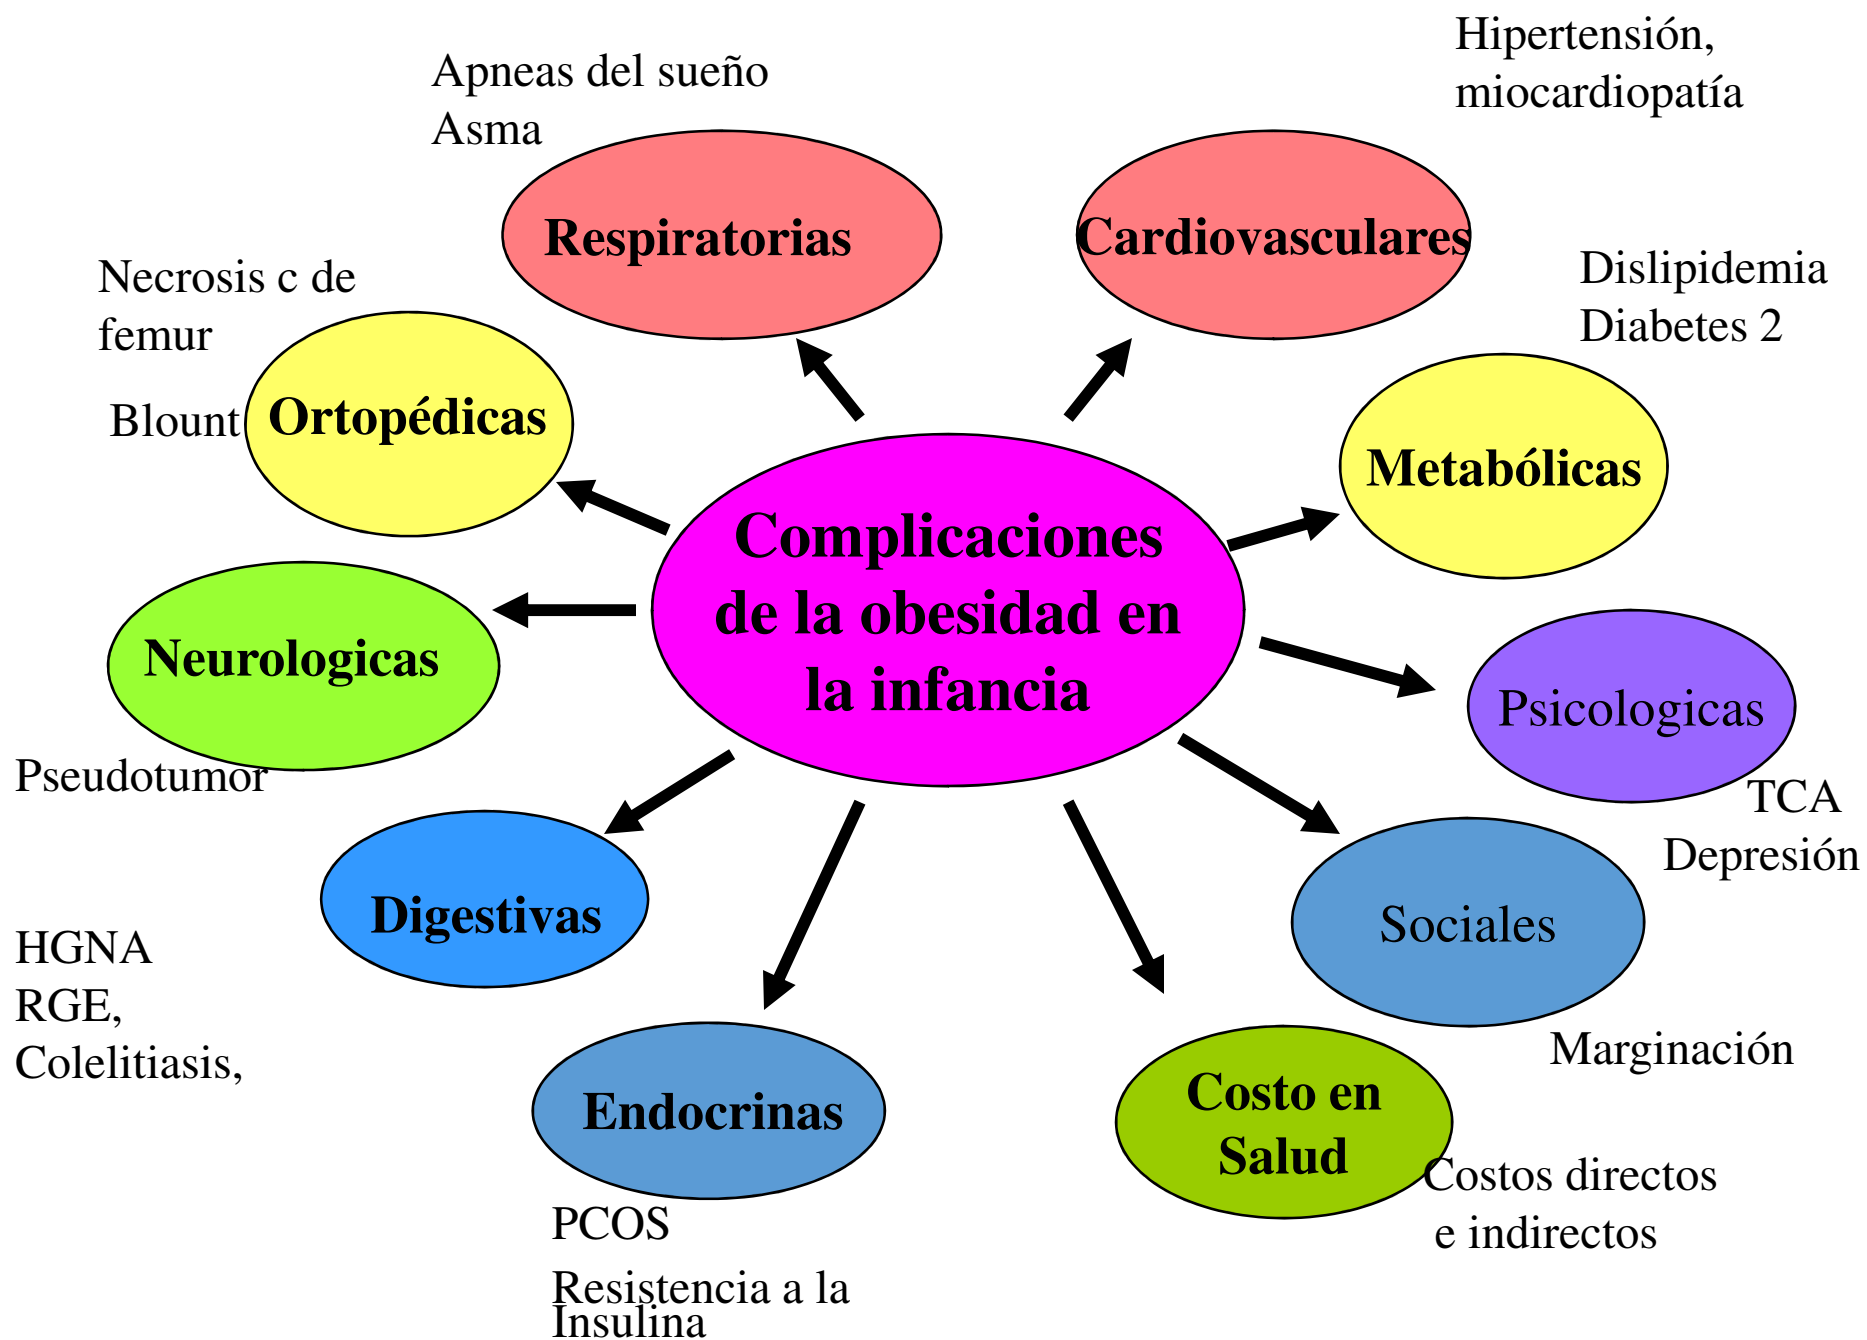 Hipertensión,
miocardiopatía
Apneas del sueño
Asma
Respiratorias
Cardiovasculares
Necrosis c de
femur
Dislipidemia
Diabetes 2
Blount
Ortopédicas
Metabólicas
Complicaciones
de la obesidad en
la infancia
Neurologicas
Psicologicas
Pseudotumor
TCA
Depresión
Digestivas
Sociales
HGNA
RGE,
Colelitiasis,
Marginación
Endocrinas
Costo en
Salud
Costos directos
e indirectos
PCOS
Resistencia a la
Insulina